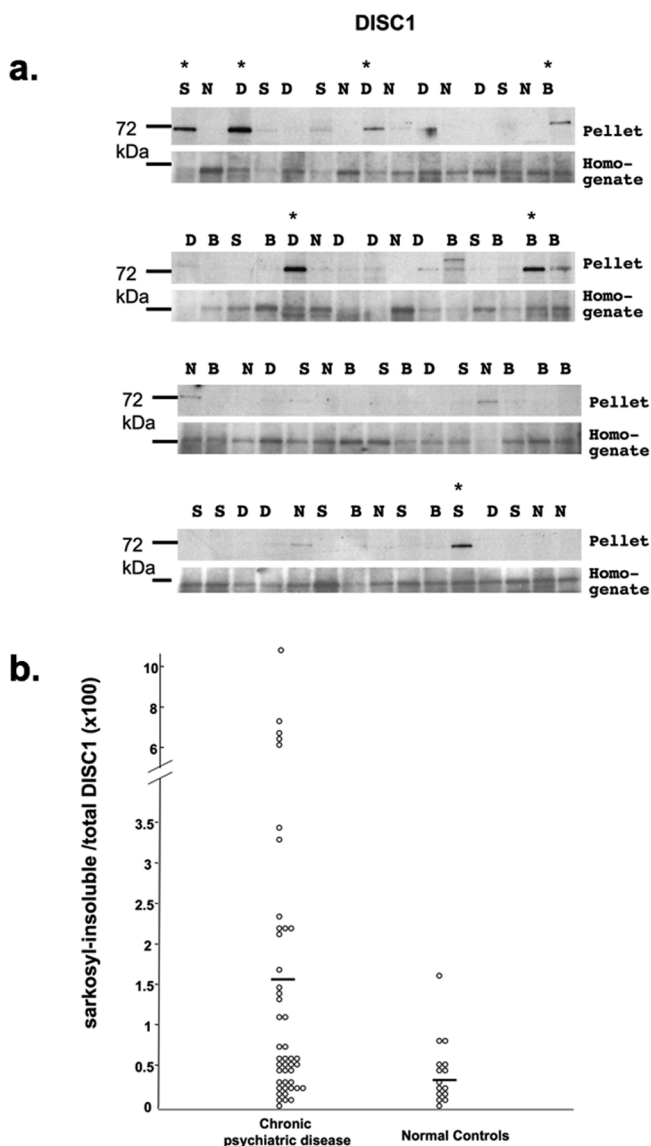 DISC1
a.
* * * *
S N D S D S N D N D N D S N B
72
kDa
Pellet
Homo-
genate
* *
D B S B D N D D N D B S B B B
72
kDa
Pellet
Homo-
genate
N B N D S N B S B D S N B B B
72
kDa
Pellet
Homo-
genate
*
S S D D N S B N S B S D S N N
72
kDa
Pellet
Homo-
genate
b.
sarkosyl-insoluble /total DISC1 (x100)
10
8
6
3.5
3
2.5
2
1.5
1
0.5
0
Chronic
psychiatric disease
Normal Controls